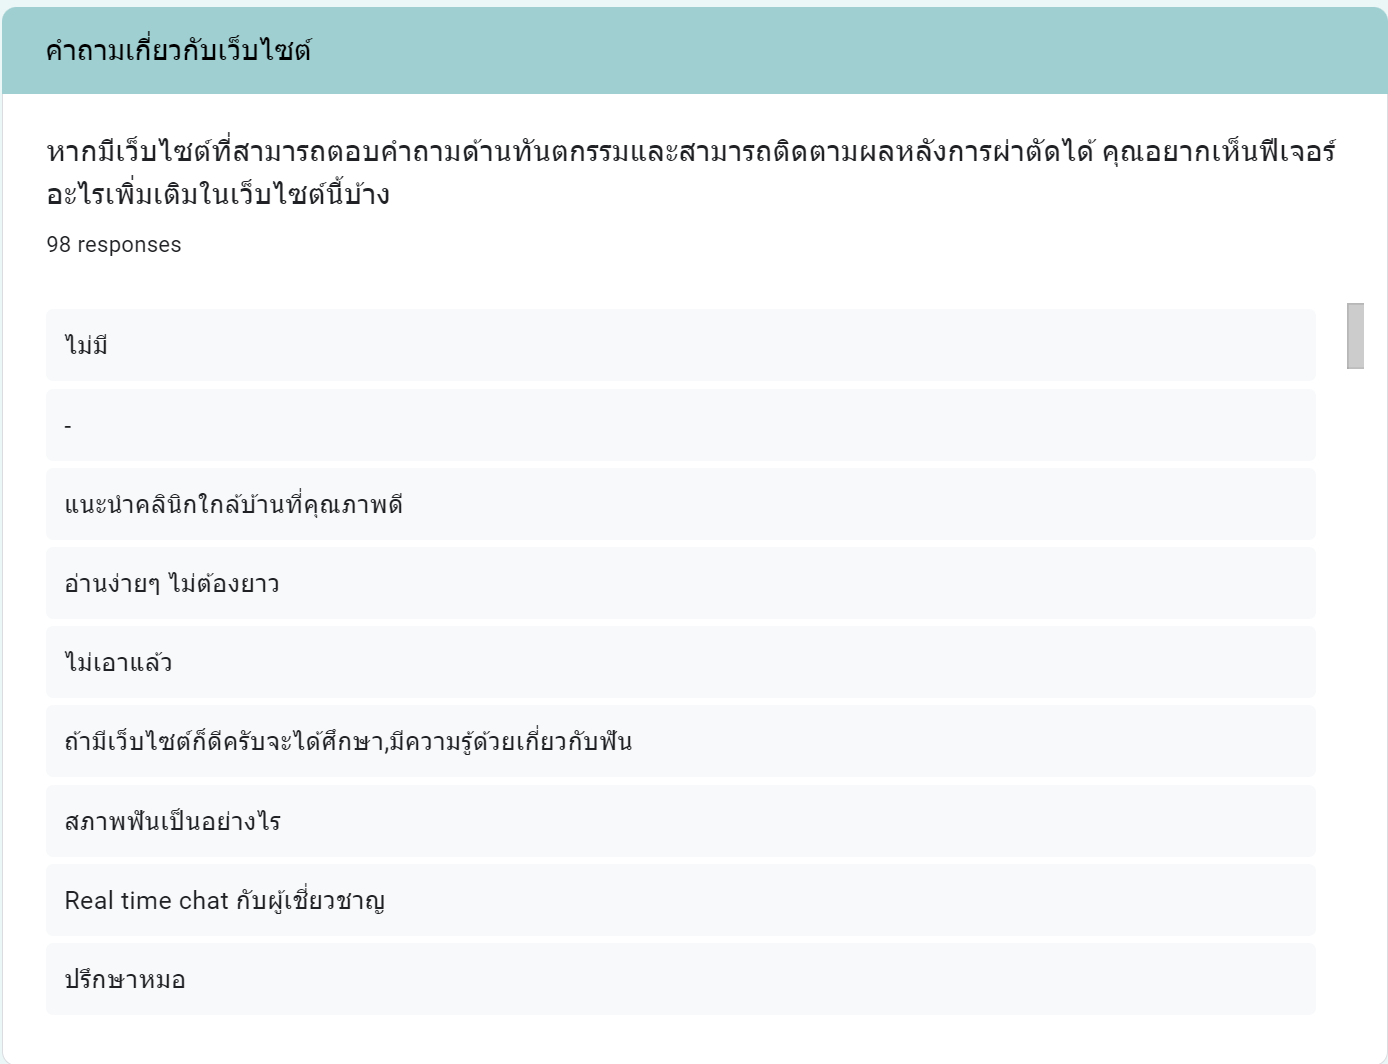 คำถามเกี่ยวกับเว็บไซต์
หากมีเว็บไซต์ที่สามารถตอบคำถามด้านทันตกรรมและสามารถติดตามผลหลังการผ่าตัดได้ คุณอยากเห็นฟีเจอร์
อะไรเพิ่มเติมในเว็บไซต์นี้บ้าง
98 responses
ไม่มี
-
แนะนำคลินิกใกล้บ้านที่คุณภาพดี
อ่านง่ายๆ ไม่ต้องยาว
ไม่เอาแล้ว
ถ้ามีเว็บไซต์ก็ดีครับจะได้ศึกษา,มีความรู้ด้วยเกี่ยวกับฟัน
สภาพฟันเป็นอย่างไร
Real time chat กับผู้เชี่ยวชาญ
ปรึกษาหมอ